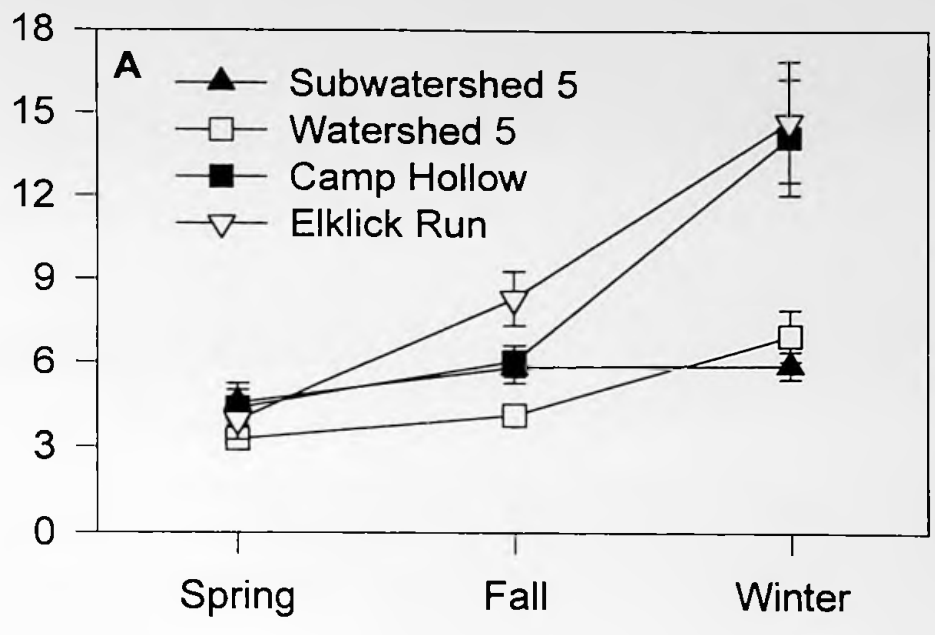 18
A
Subwatershed 5
15
Watershed 5
Camp Hollow
12
Elklick Run
9
6
3
0
Spring Fall Winter